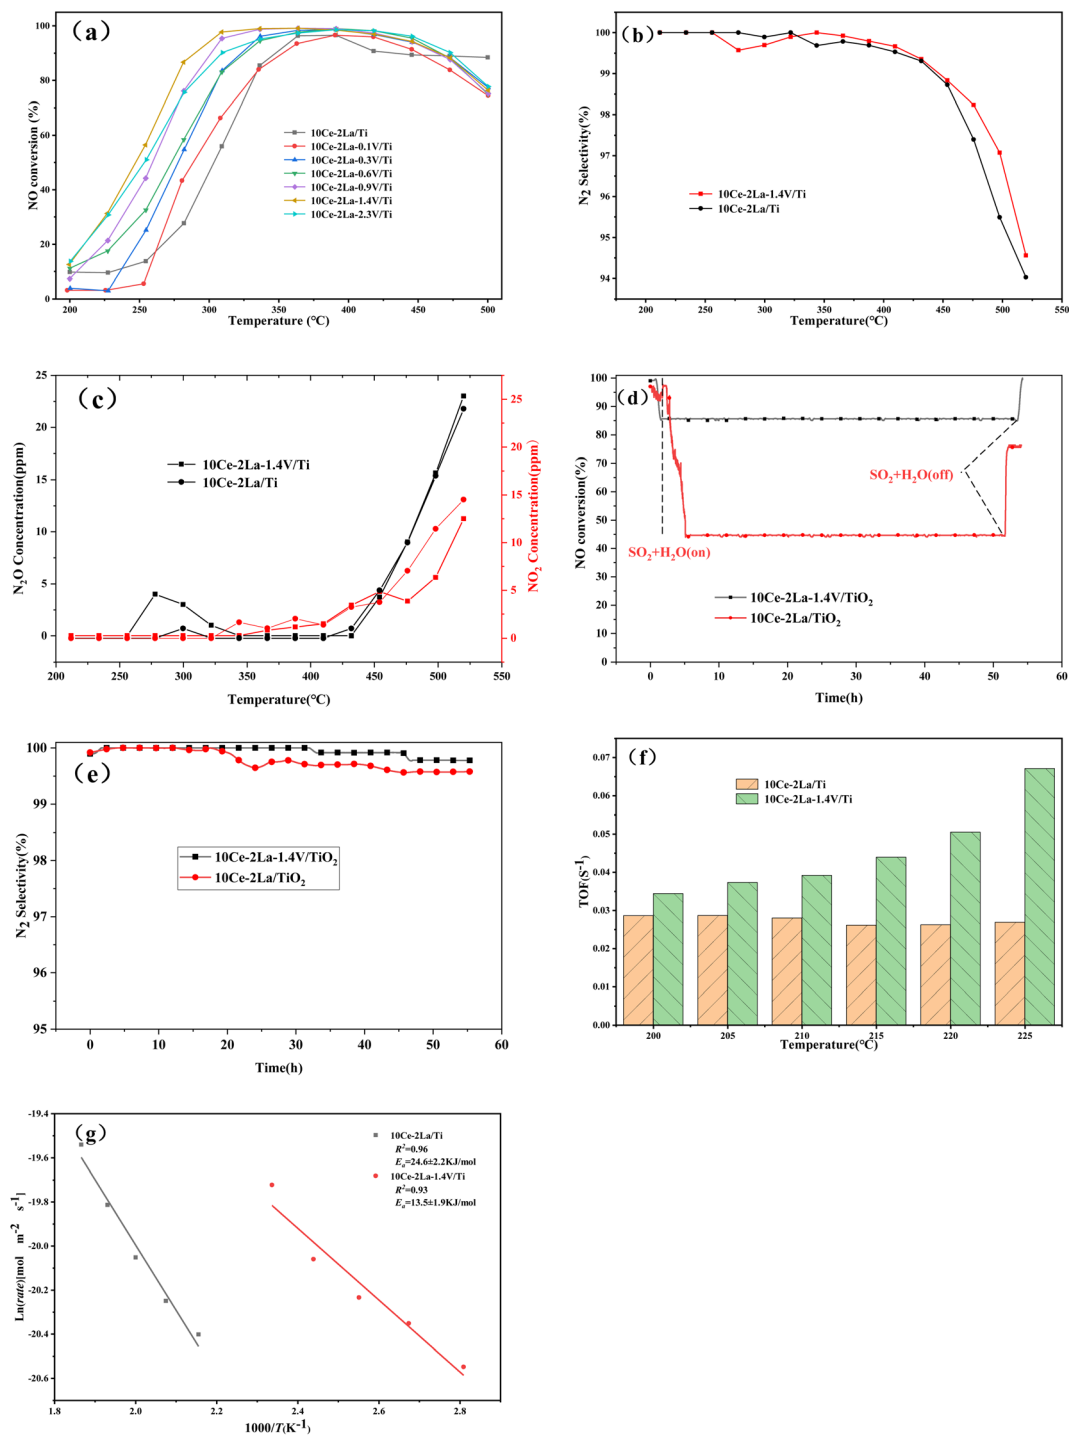 (a)
NO conversion (%)
100
80
60
40
20
0
10Ce-2La/Ti
10Ce-2La-0.1V/Ti
10Ce-2La-0.3V/Ti
10Ce-2La-0.6V/Ti
10Ce-2La-0.9V/Ti
10Ce-2La-1.4V/Ti
10Ce-2La-2.3V/Ti
200 250 300 350 400 450 500
Temperature (°C)
(b)
N2 Selectivity(%)
100
99
98
97
96
95
94
10Ce-2La-1.4V/Ti
10Ce-2La/Ti
150 200 250 300 350 400 450 500 550
Temperature(°C)
(c)
N2O Concentration(ppm)
25
20
15
10
5
0
10Ce-2La-1.4V/Ti
10Ce-2La/Ti
25
20
15
10
5
0
NO2 Concentration(ppm)
200 250 300 350 400 450 500 550
Temperature(°C)
(d)
NO conversion(%)
100
90
80
70
60
50
40
30
20
10
0
SO2+H2O(off)
SO2+H2O(on)
10Ce-2La-1.4V/TiO2
10Ce-2La/TiO2
0 10 20 30 40 50 60
Time(h)
(e)
N2 Selectivity(%)
100
99
98
97
96
95
10Ce-2La-1.4V/TiO2
10Ce-2La/TiO2
0 10 20 30 40 50 60
Time(h)
(f)
TOF(S-1)
0.07
0.06
0.05
0.04
0.03
0.02
0.01
0.00
10Ce-2La/Ti
10Ce-2La-1.4V/Ti
200 205 210 215 220 225
Temperature(°C)
(g)
Ln(rate)[mol m-2 s-1]
-19.4
-19.6
-19.8
-20.0
-20.2
-20.4
-20.6
10Ce-2La/Ti
R2=0.96
Ea=24.6±2.2KJ/mol
10Ce-2La-1.4V/Ti
R2=0.93
Ea=13.5±1.9KJ/mol
1.8 2.0 2.2 2.4 2.6 2.8
1000/T(K-1)